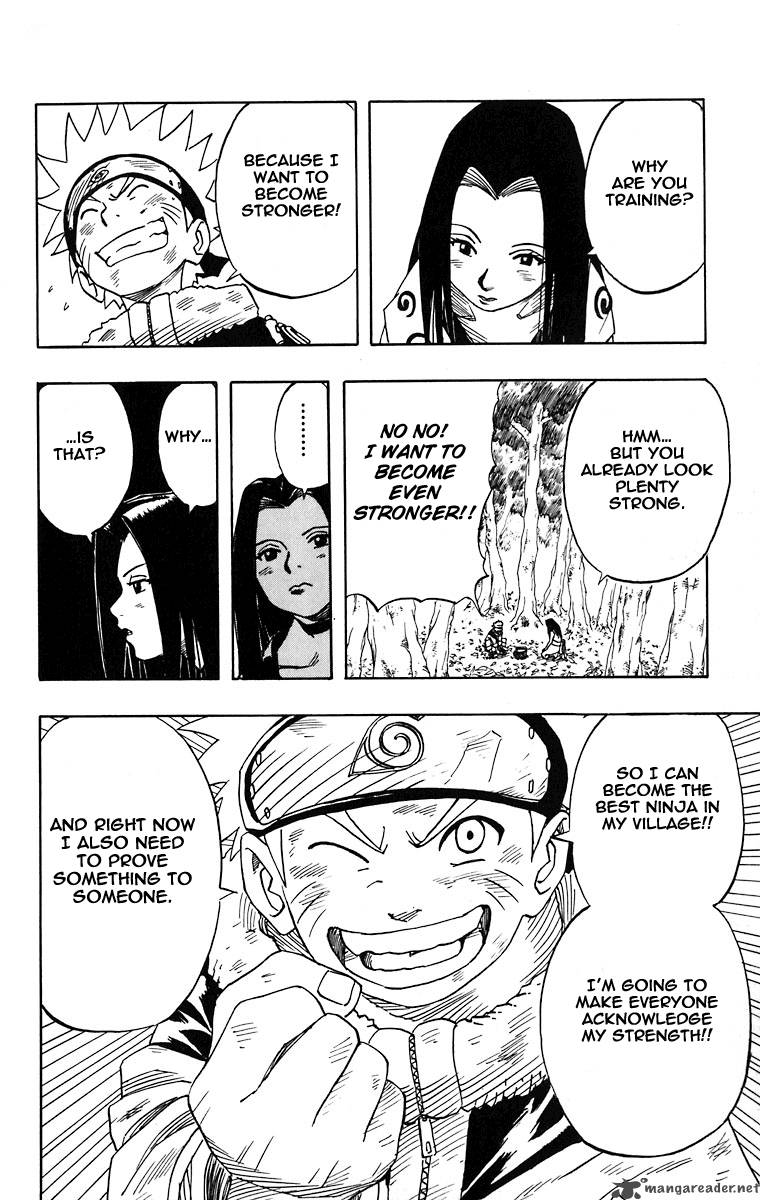 WHY
ARE YOU
TRAINING?
BECAUSE I
WANT TO
BECOME
STRONGER!
HMM...
BUT YOU
ALREADY LOOK
PLENTY
STRONG.
NO NO!
I WANT TO
BECOME
EVEN
STRONGER!!
.........
WHY...
...IS
THAT?
SO I CAN
BECOME THE
BEST NINJA IN
MY VILLAGE!!
I'M GOING TO
MAKE EVERYONE
ACKNOWLEDGE
MY STRENGTH!!
AND RIGHT NOW
I ALSO NEED
TO PROVE
SOMETHING TO
SOMEONE.
mangareader.net